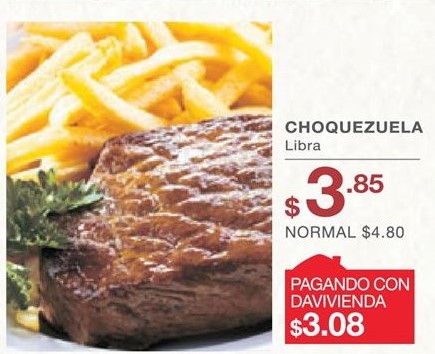 CHOQUEZUELA
Libra
$3.85
NORMAL $4.80
PAGANDO CON
DAVIVIENDA
$3.08